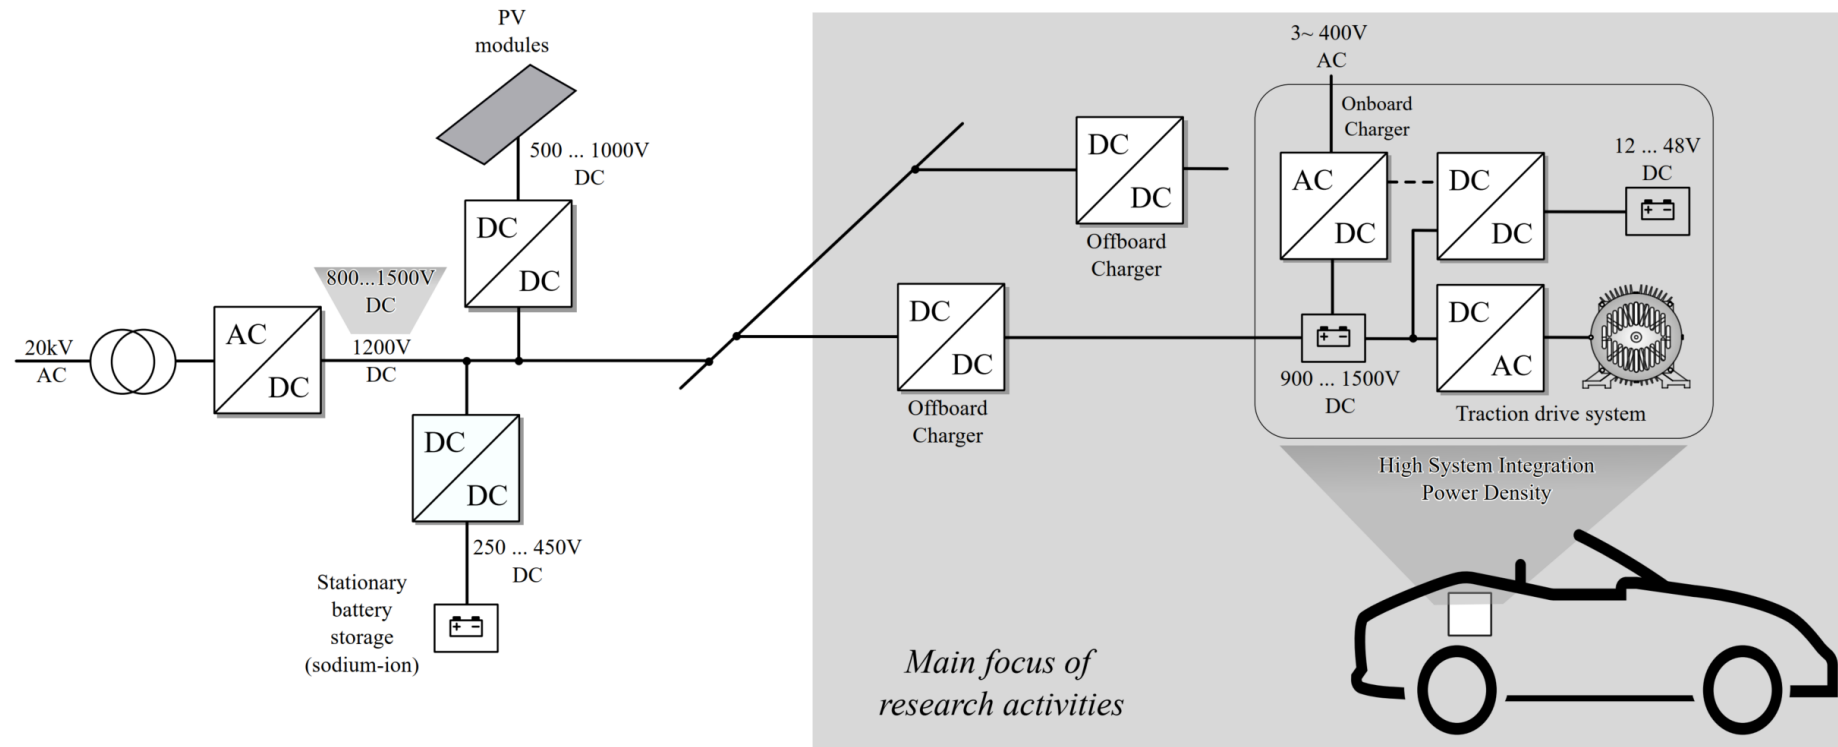 PV
modules
500 ... 1000V
DC
DC
DC
800...1500V
DC
20kV
AC
AC
DC
1200V
DC
DC
DC
250 ... 450V
DC
Stationary
battery
storage
(sodium-ion)
DC
DC
Offboard
Charger
DC
DC
Offboard
Charger
3~ 400V
AC
Onboard
Charger
AC
DC
DC
DC
12 ... 48V
DC
900 ... 1500V
DC
DC
AC
Traction drive system
High System Integration
Power Density
Main focus of
research activities